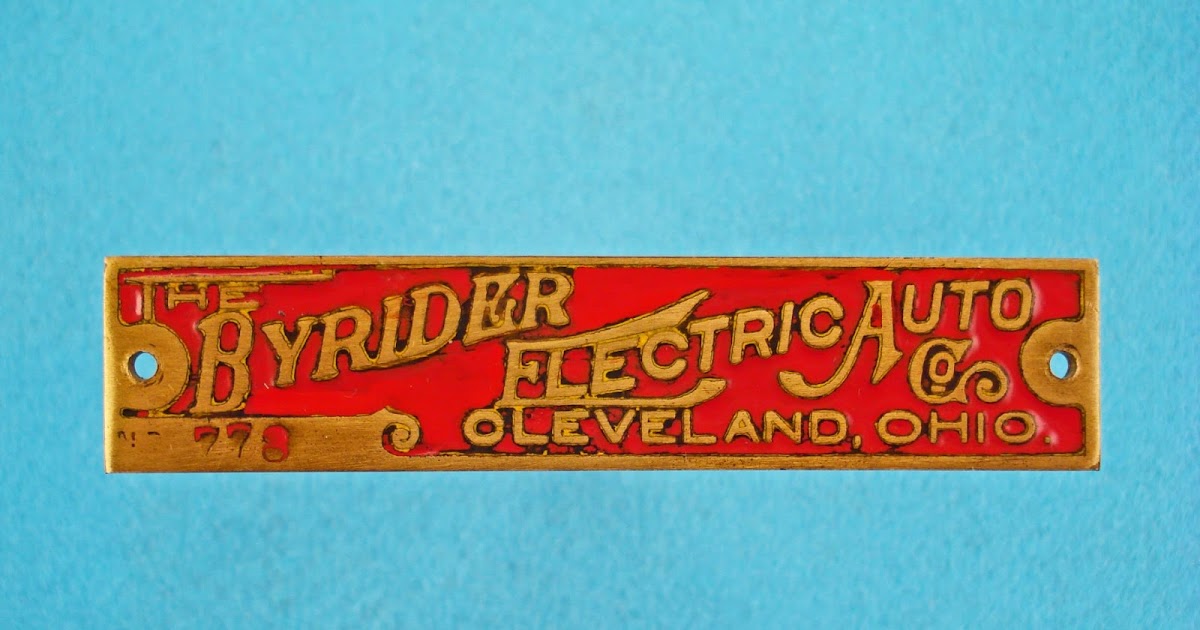 THE
BYRIDER
ELECTRIC AUTO Co
CLEVELAND, OHIO.
778